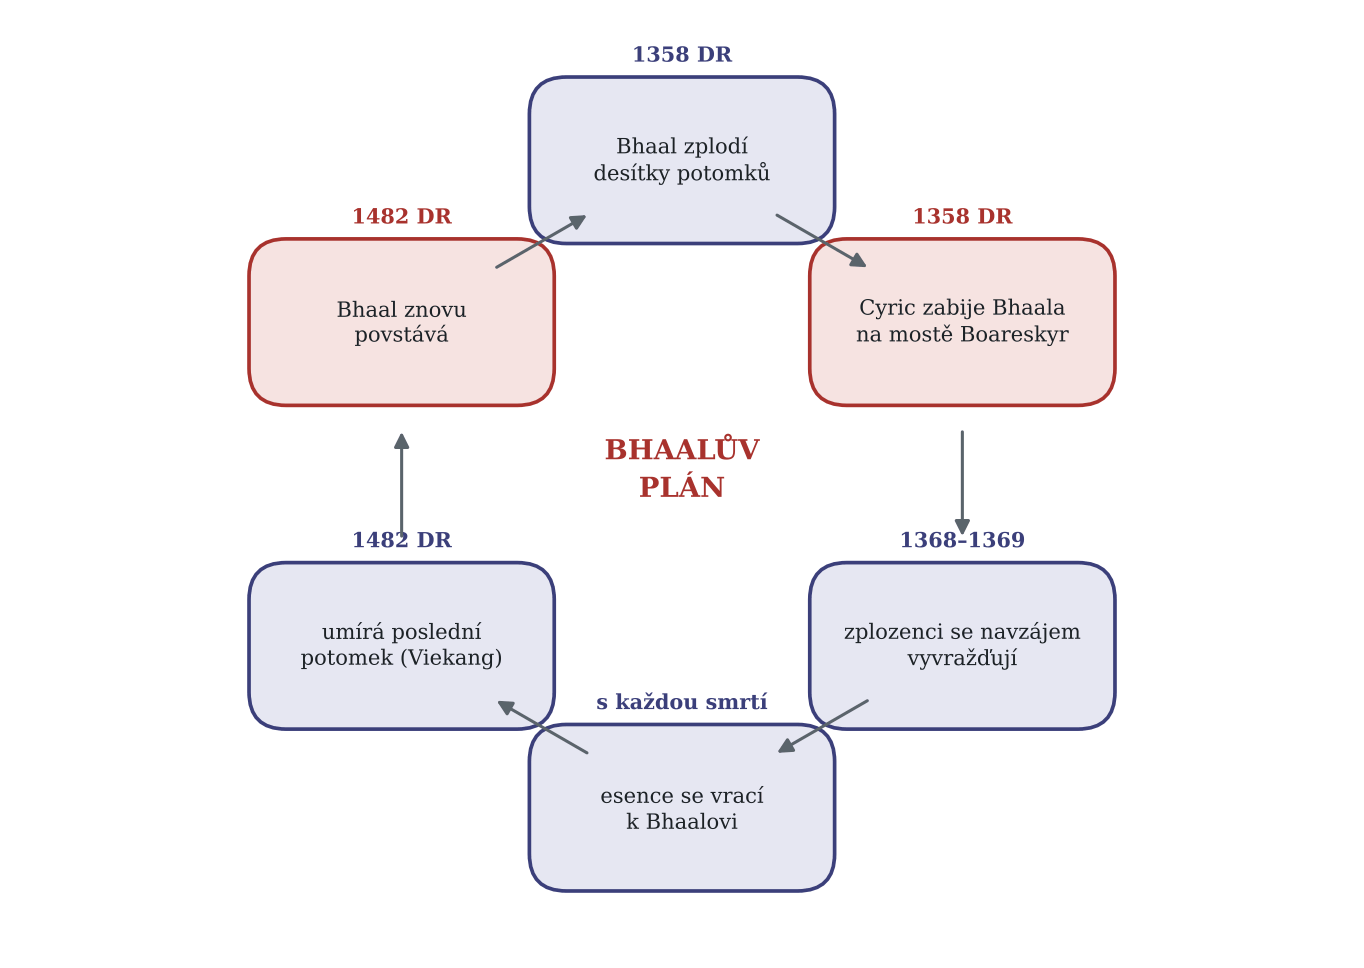 1358 DR
Bhaal zplodí
desítky potomků
1358 DR
Cyric zabije Bhaala
na mostě Boareskyr
1368–1369
zplozenci se navzájem
vyvražďují
s každou smrtí
esence se vrací
k Bhaalovi
1482 DR
umírá poslední
potomek (Viekang)
1482 DR
Bhaal znovu
povstává
BHAALŮV
PLÁN